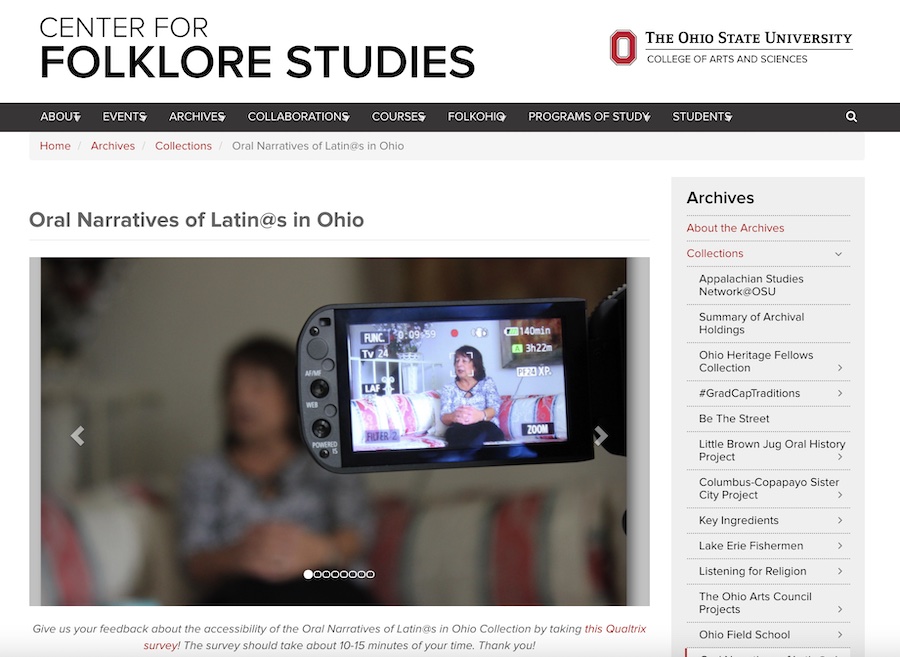 CENTER FOR
FOLKLORE STUDIES
THE OHIO STATE UNIVERSITY
COLLEGE OF ARTS AND SCIENCES
ABOUT EVENTS ARCHIVES COLLABORATIONS COURSES FOLKOHIO PROGRAMS OF STUDY STUDENTS
Home / Archives / Collections / Oral Narratives of Latin@s in Ohio
Oral Narratives of Latin@s in Ohio
FUNC. 0:09:59 140min
Tv 24 3h22m
PF24 XP.
LAF
FILTER 2 ZOOM
AF/MF
WEB
POWERED
IS
Give us your feedback about the accessibility of the Oral Narratives of Latin@s in Ohio Collection by taking this Qualtrix
survey! The survey should take about 10-15 minutes of your time. Thank you!
Archives
About the Archives
Collections
Appalachian Studies
Network@OSU
Summary of Archival
Holdings
Ohio Heritage Fellows
Collection
#GradCapTraditions
Be The Street
Little Brown Jug Oral History
Project
Columbus-Copapayo Sister
City Project
Key Ingredients
Lake Erie Fishermen
Listening for Religion
The Ohio Arts Council
Projects
Ohio Field School